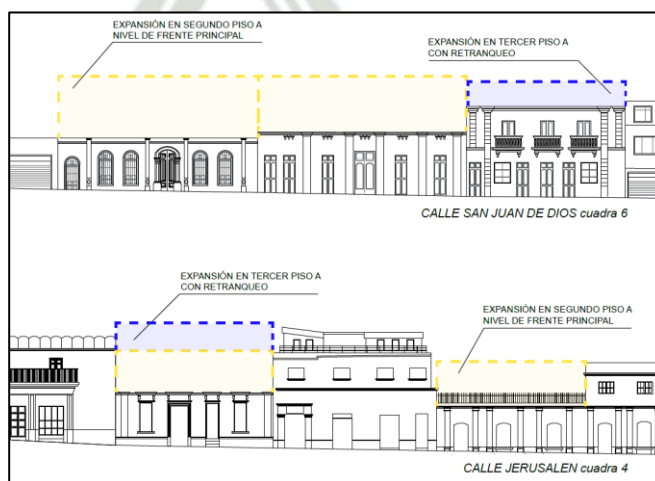 EXPANSIÓN EN SEGUNDO PISO A
NIVEL DE FRENTE PRINCIPAL
EXPANSIÓN EN TERCER PISO A
CON RETRANQUEO
CALLE SAN JUAN DE DIOS cuadra 6
EXPANSIÓN EN TERCER PISO A
CON RETRANQUEO
EXPANSIÓN EN SEGUNDO PISO A
NIVEL DE FRENTE PRINCIPAL
CALLE JERUSALEN cuadra 4